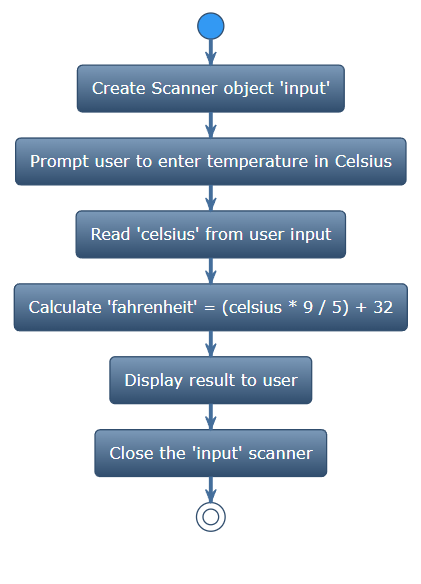 Create Scanner object 'input'
Prompt user to enter temperature in Celsius
Read 'celsius' from user input
Calculate 'fahrenheit' = (celsius * 9 / 5) + 32
Display result to user
Close the 'input' scanner